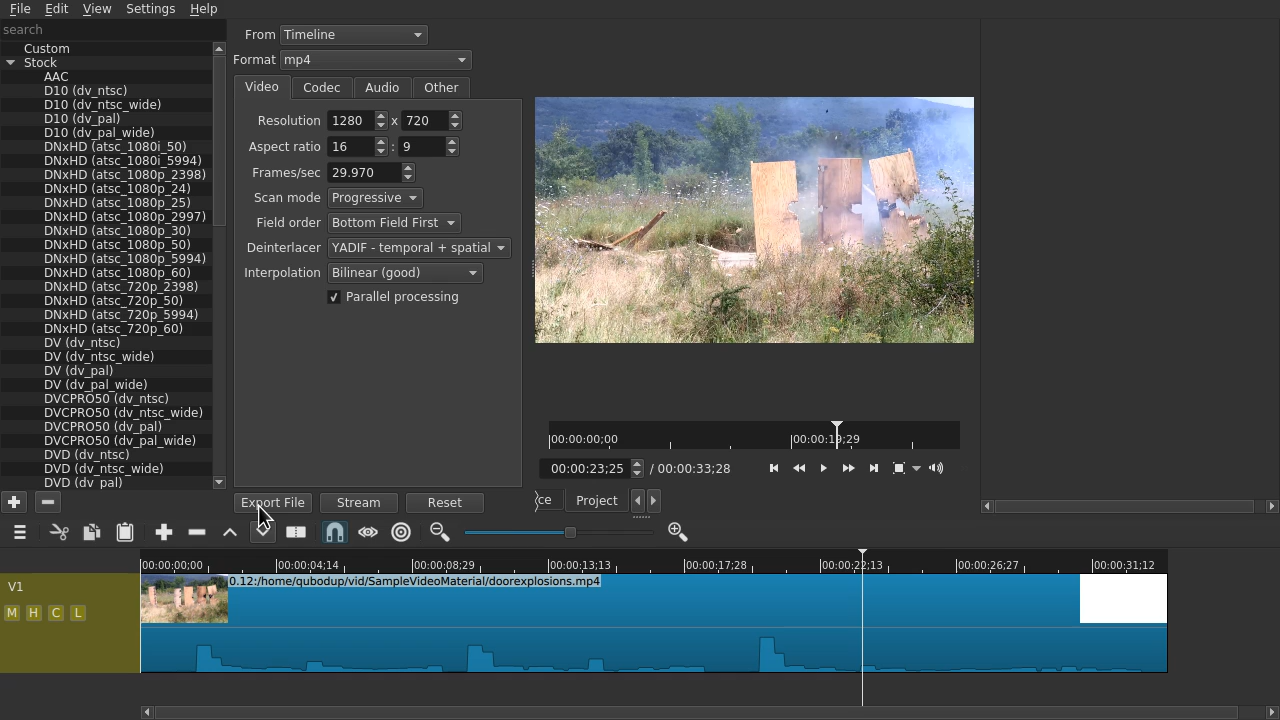 File Edit View Settings Help
search
Custom
Stock
AAC
D10 (dv_ntsc)
D10 (dv_ntsc_wide)
D10 (dv_pal)
D10 (dv_pal_wide)
DNxHD (atsc_1080i_50)
DNxHD (atsc_1080i_5994)
DNxHD (atsc_1080p_2398)
DNxHD (atsc_1080p_24)
DNxHD (atsc_1080p_25)
DNxHD (atsc_1080p_2997)
DNxHD (atsc_1080p_30)
DNxHD (atsc_1080p_50)
DNxHD (atsc_1080p_5994)
DNxHD (atsc_1080p_60)
DNxHD (atsc_720p_2398)
DNxHD (atsc_720p_50)
DNxHD (atsc_720p_5994)
DNxHD (atsc_720p_60)
DV (dv_ntsc)
DV (dv_ntsc_wide)
DV (dv_pal)
DV (dv_pal_wide)
DVCPRO50 (dv_ntsc)
DVCPRO50 (dv_ntsc_wide)
DVCPRO50 (dv_pal)
DVCPRO50 (dv_pal_wide)
DVD (dv_ntsc)
DVD (dv_ntsc_wide)
DVD (dv_pal)
From Timeline
Format mp4
Video Codec Audio Other
Resolution 1280 x 720
Aspect ratio 16 : 9
Frames/sec 29.970
Scan mode Progressive
Field order Bottom Field First
Deinterlacer YADIF - temporal + spatial
Interpolation Bilinear (good)
Parallel processing
Export File Stream Reset
00:00:00;00 00:00:19;29
00:00:23;25 / 00:00:33;28
ce Project
00:00:00;00 00:00:04;14 00:00:08;29 00:00:13;13 00:00:17;28 00:00:22;13 00:00:26;27 00:00:31;12
V1
0.12:/home/qubodup/vid/SampleVideoMaterial/doorexplosions.mp4
M H C L